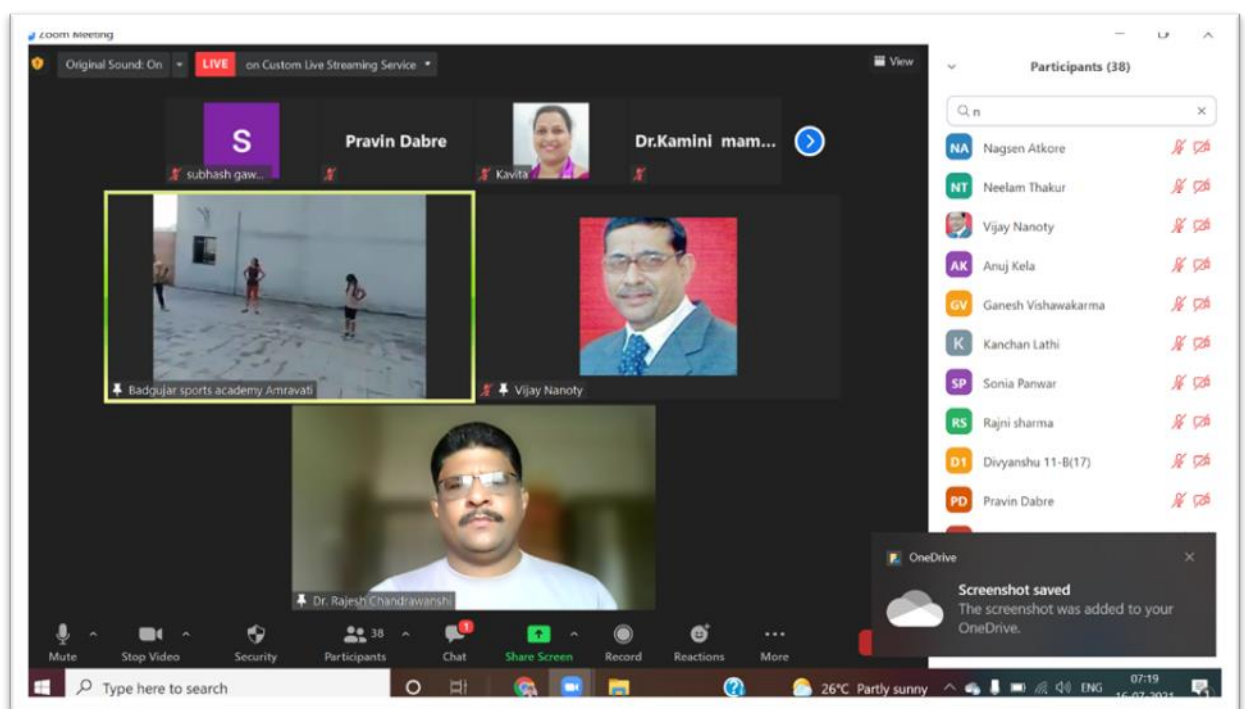 Zoom Meeting
Original Sound: On
LIVE on Custom Live Streaming Service
View
Participants (38)
n
S
subhash gaw...
Pravin Dabre
Kavita
Dr.Kamini mam...
Badgujar sports academy Amravati
Vijay Nanoty
Dr. Rajesh Chandrawanshi
NA Nagsen Atkore
NT Neelam Thakur
Vijay Nanoty
AK Anuj Kela
GV Ganesh Vishawakarma
K Kanchan Lathi
SP Sonia Panwar
RS Rajni sharma
D1 Divyanshu 11-B(17)
PD Pravin Dabre
OneDrive
Screenshot saved
The screenshot was added to your
OneDrive.
Mute
Stop Video
Security
38
Participants
1
Chat
Share Screen
Record
Reactions
More
Type here to search
26°C Partly sunny
ENG
07:19
16-07-2021
1